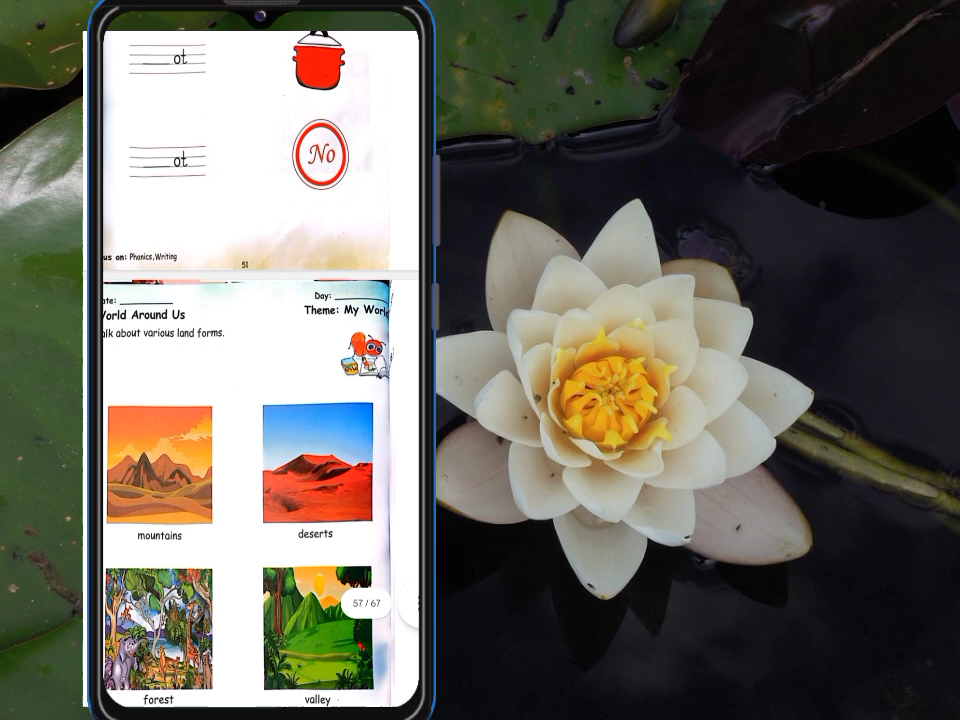 ot
ot
No
us on: Phonics, Writing
51
ate: Day:
World Around Us Theme: My World
alk about various land forms.
mountains deserts
57 / 67
forest valley